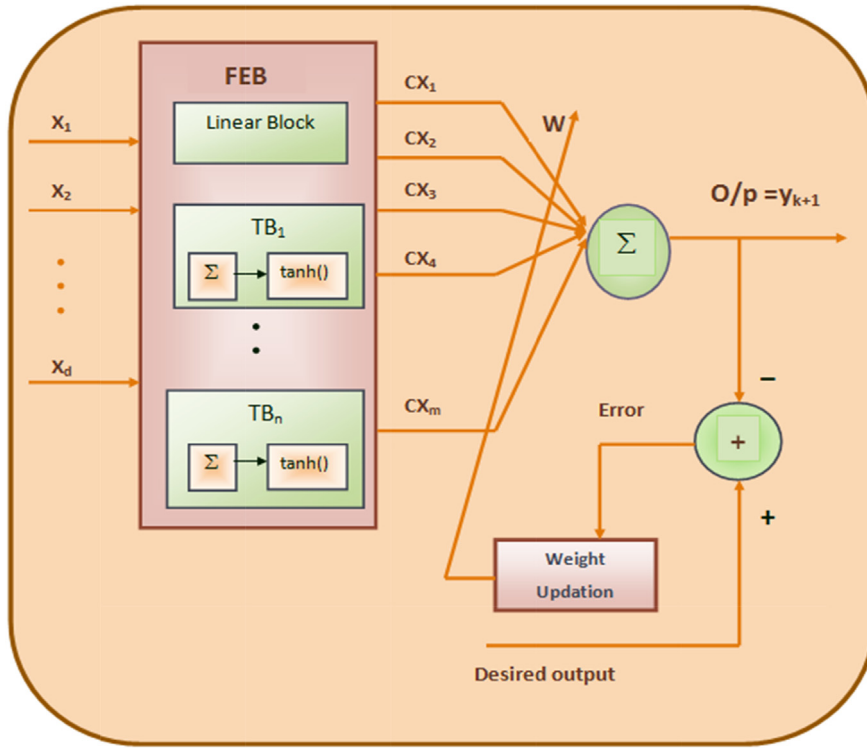 FEB
Linear Block
TB₁
Σ
tanh()
TBₙ
Σ
tanh()
X₁
X₂
X_d
CX₁
CX₂
CX₃
CX₄
CXₘ
W
Σ
O/p =yₖ₊₁
−
+
+
Error
Weight
Updation
Desired output